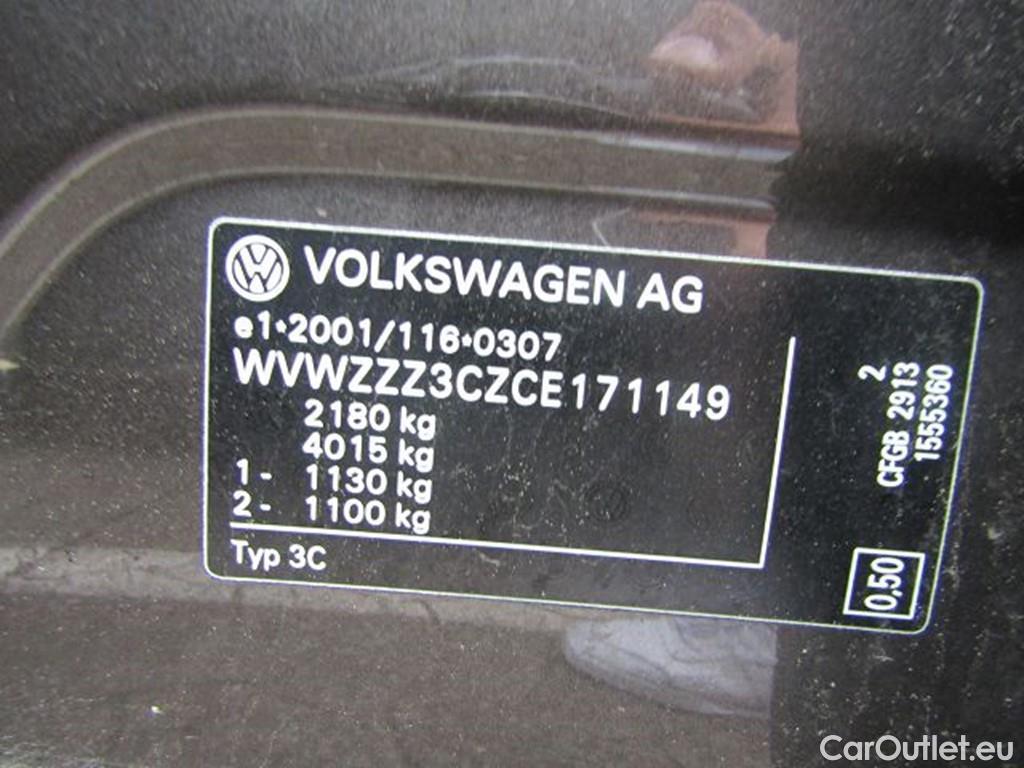 VOLKSWAGEN AG
e1*2001/116*0307
WVWZZZ3CZCE171149
2180 kg
4015 kg
1- 1130 kg
2- 1100 kg
Typ 3C
2
CFGB 2913
1555360
0,50
CarOutlet.eu